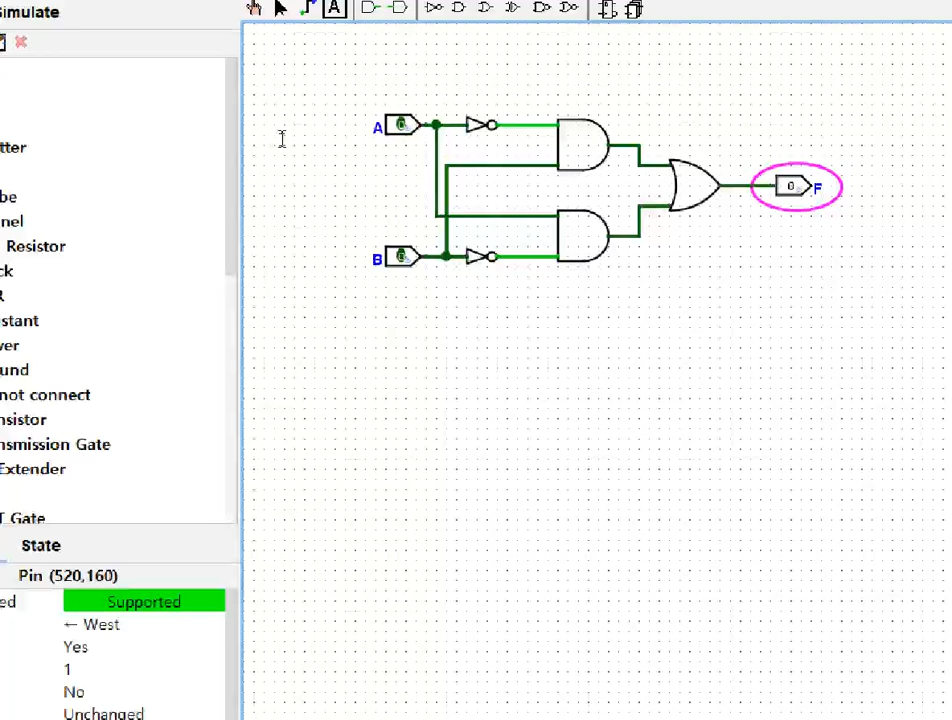 Simulate
A
tter
A
be
nel
Resistor
ck
R
stant
ver
und
not connect
nsistor
nsmission Gate
Extender
T Gate
0
F
B
State
Pin (520,160)
ed Supported
← West
Yes
1
No
Unchanged